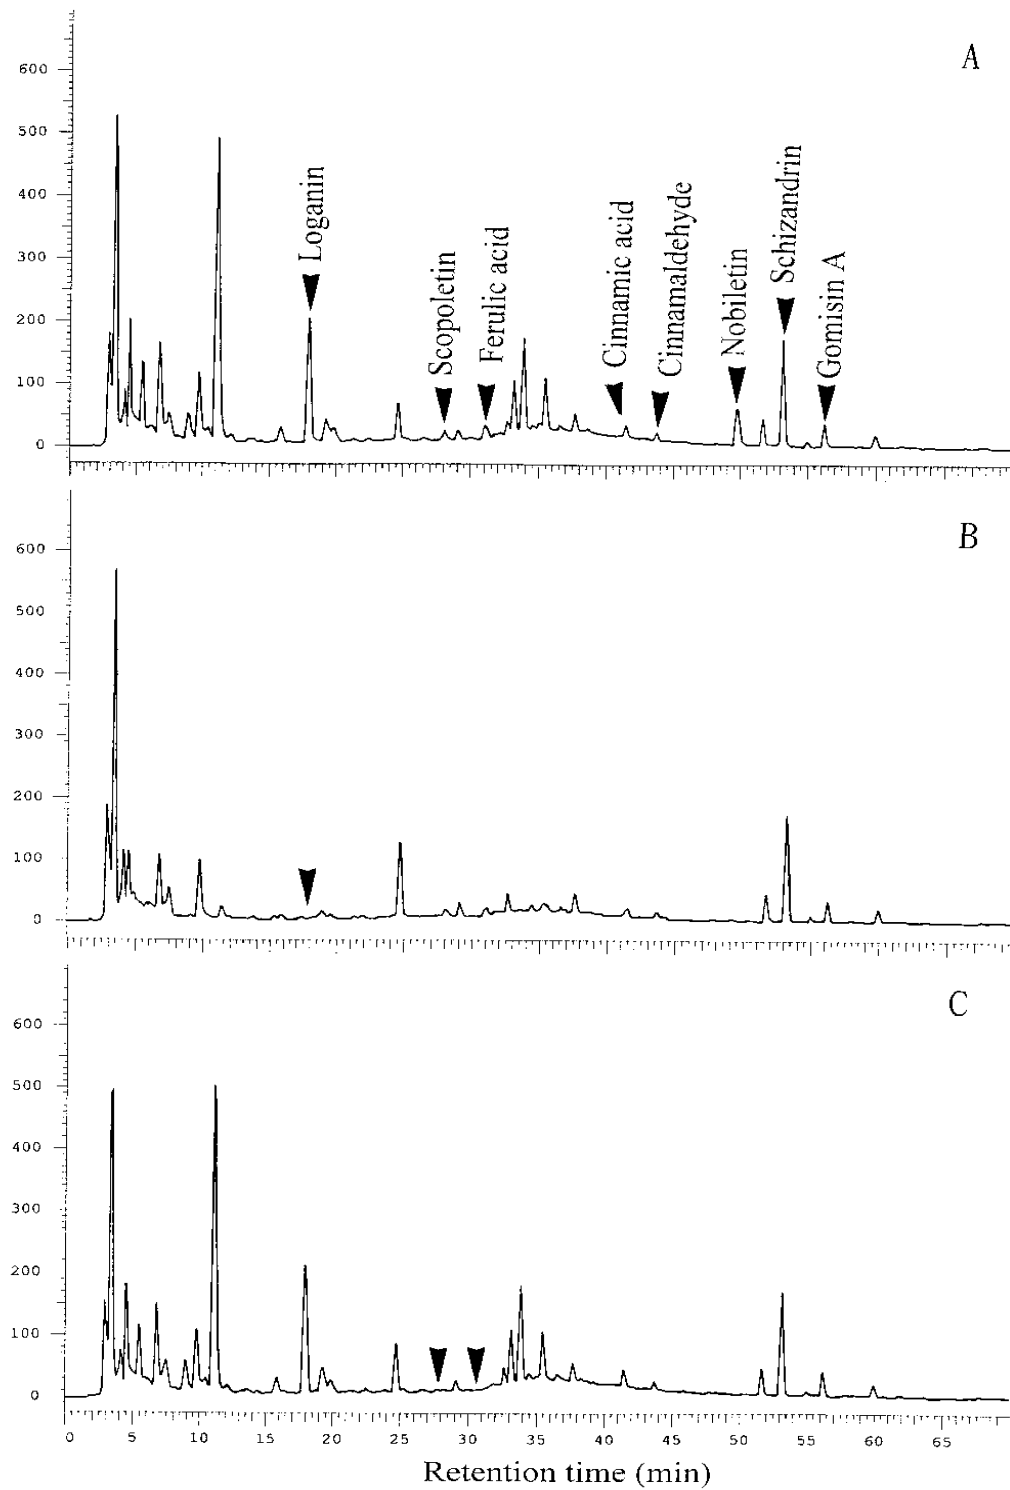 A
600
500
400
300
200
100
0
Loganin
Scopoletin
Ferulic acid
Cinnamic acid
Cinnamaldehyde
Nobiletin
Schizandrin
Gomisin A
B
600
500
400
300
200
100
0
C
600
500
400
300
200
100
0
0 5 10 15 20 25 30 35 40 45 50 55 60 65
Retention time (min)